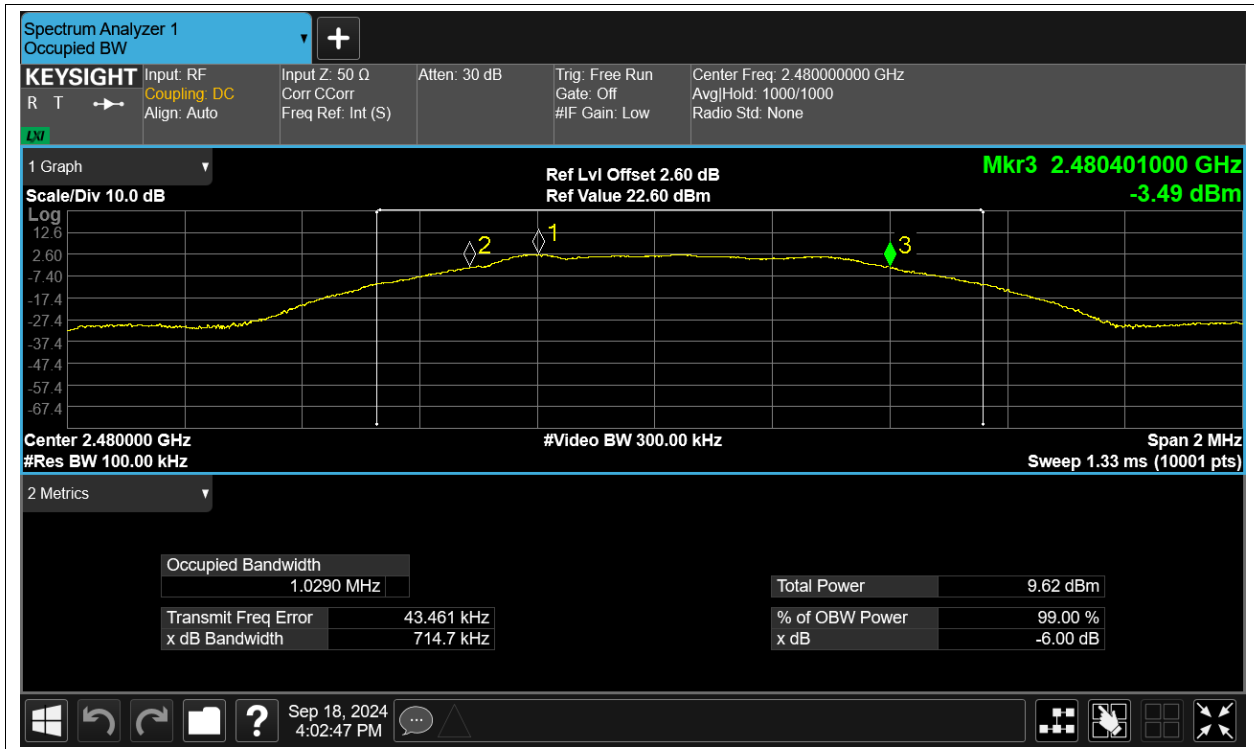 Spectrum Analyzer 1
Occupied BW
+
KEYSIGHT Input: RF Input Z: 50 Ω Atten: 30 dB Trig: Free Run Center Freq: 2.480000000 GHz
R T Coupling: DC Corr CCorr Gate: Off Avg|Hold: 1000/1000
Align: Auto Freq Ref: Int (S) #IF Gain: Low Radio Std: None
LXI
1 Graph Ref Lvl Offset 2.60 dB Mkr3 2.480401000 GHz
Scale/Div 10.0 dB Ref Value 22.60 dBm -3.49 dBm
Log
12.6
2.60
-7.40
-17.4
-27.4
-37.4
-47.4
-57.4
-67.4
2 1 3
Center 2.480000 GHz #Video BW 300.00 kHz Span 2 MHz
#Res BW 100.00 kHz Sweep 1.33 ms (10001 pts)
2 Metrics
Occupied Bandwidth
1.0290 MHz Total Power 9.62 dBm
Transmit Freq Error 43.461 kHz % of OBW Power 99.00 %
x dB Bandwidth 714.7 kHz x dB -6.00 dB
? Sep 18, 2024
4:02:47 PM